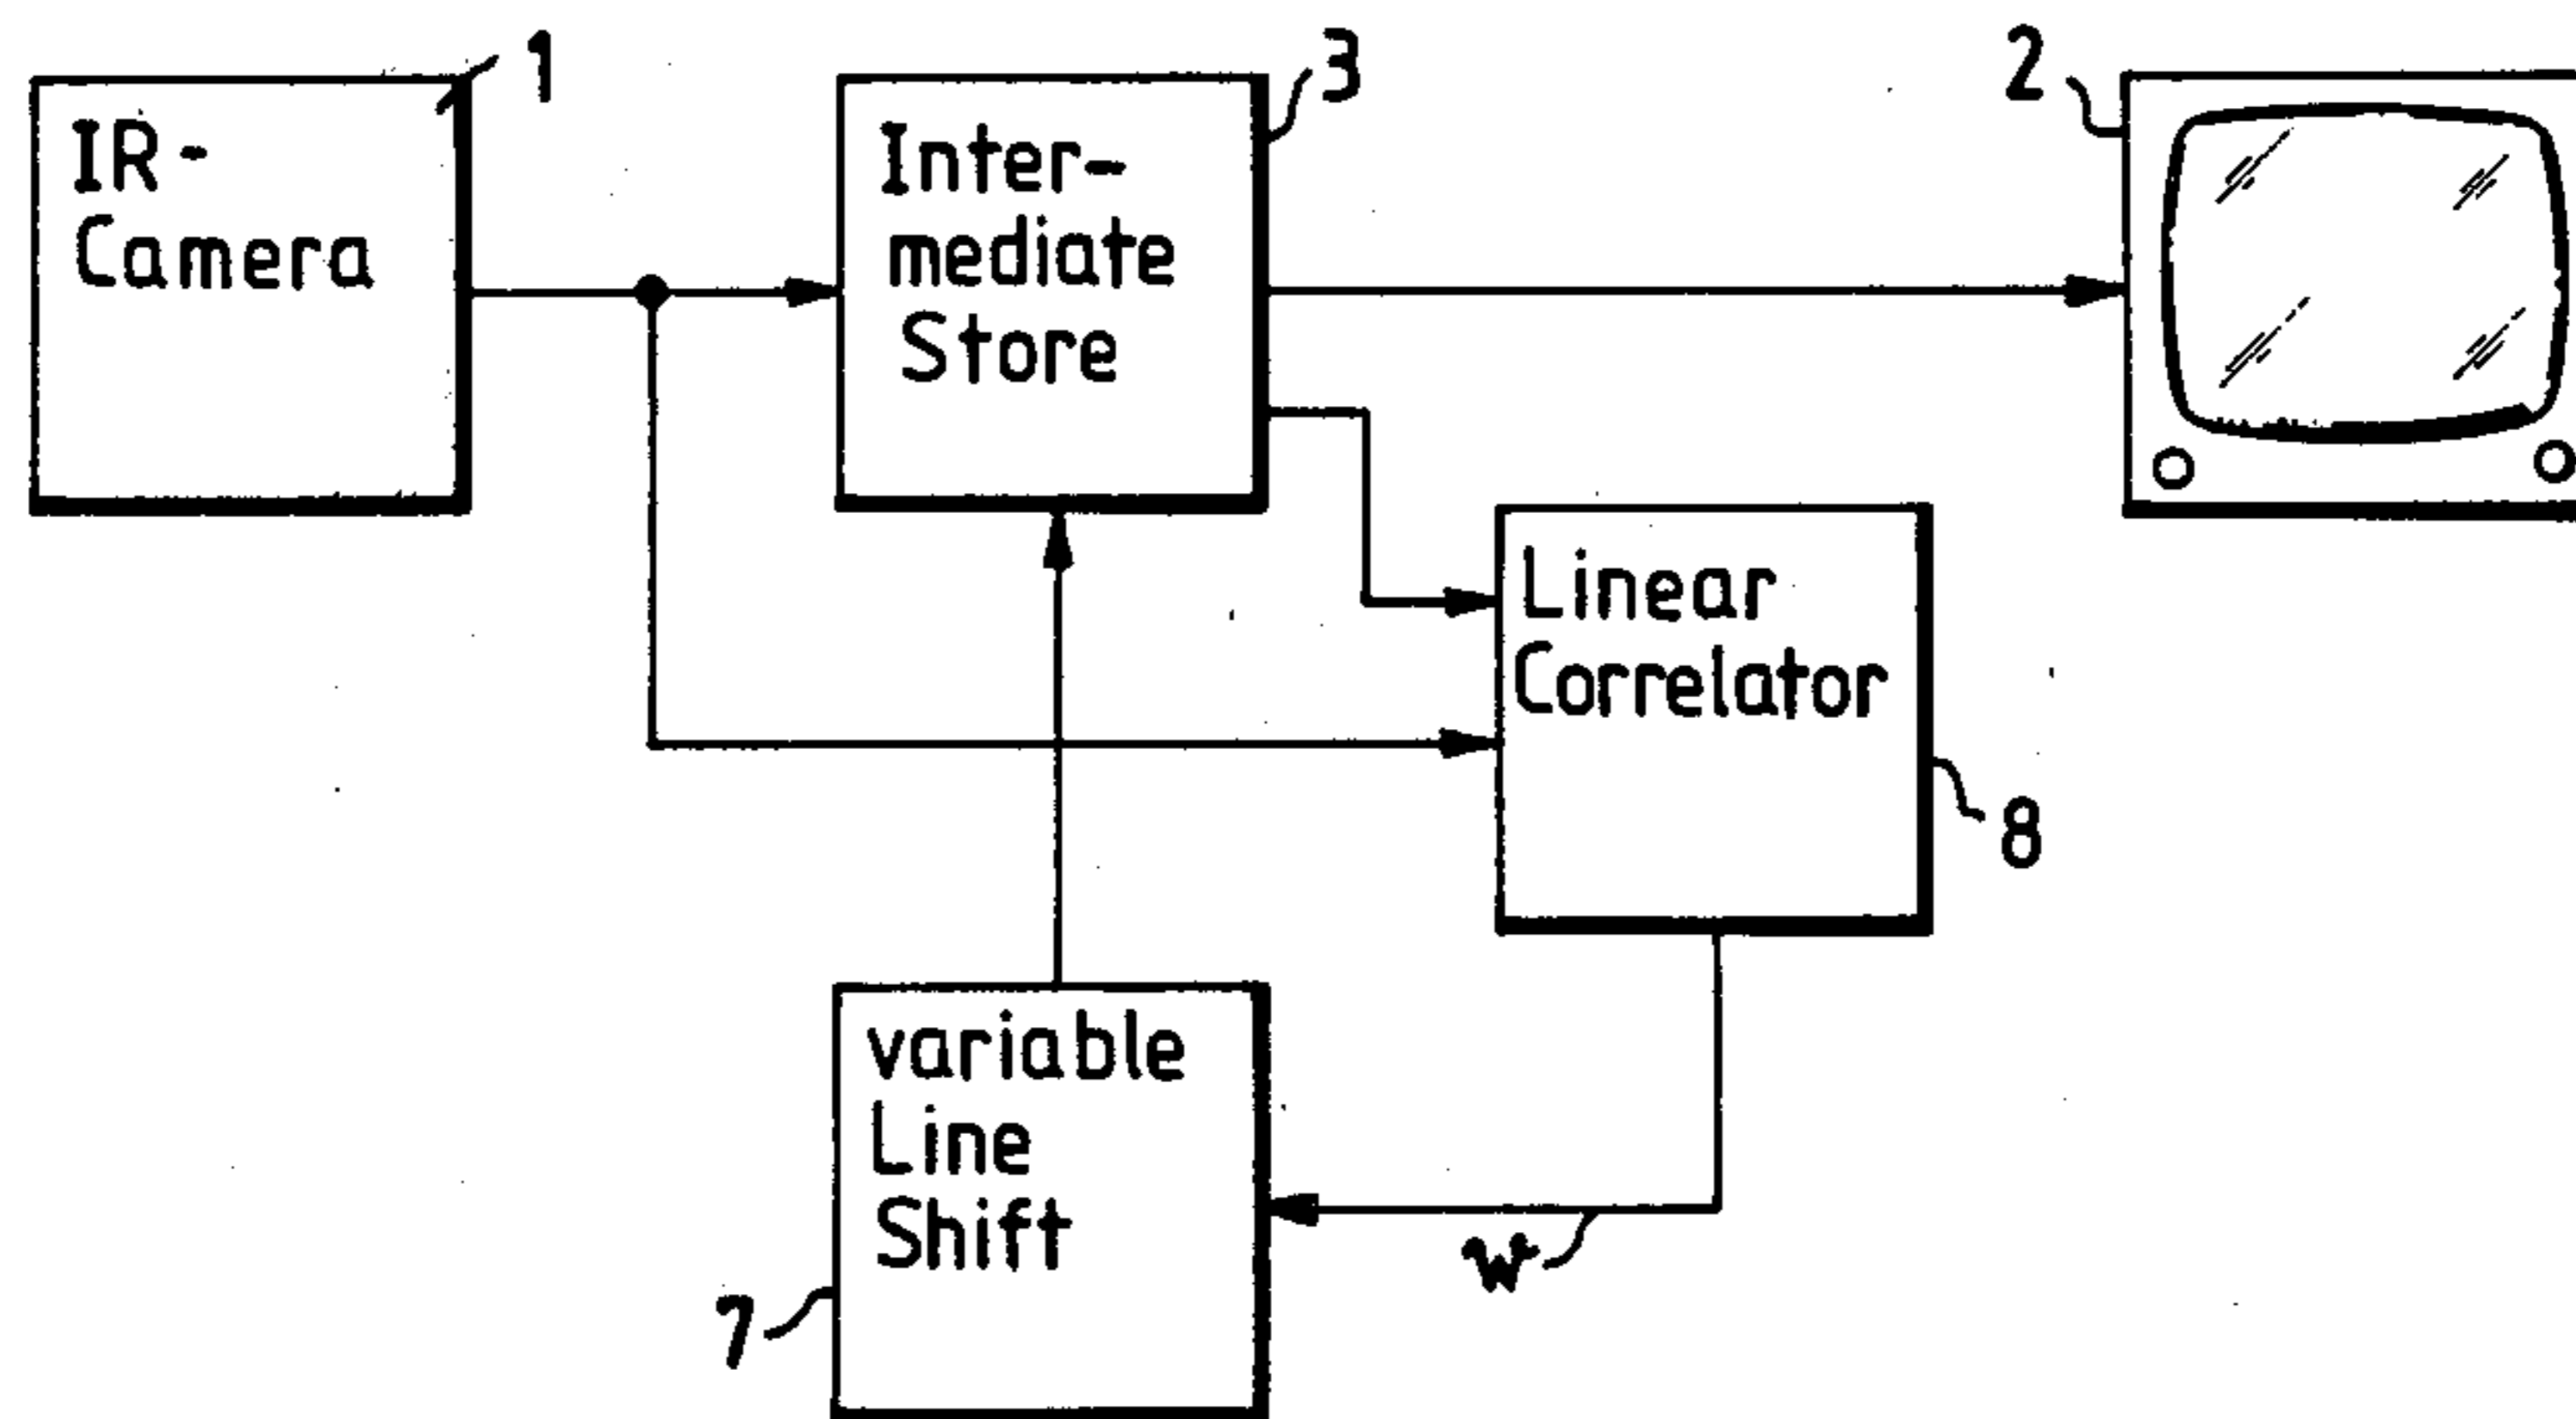 1
IR-
Camera
3
Inter-
mediate
Store
2
Linear
Correlator
8
variable
Line
Shift
7
w